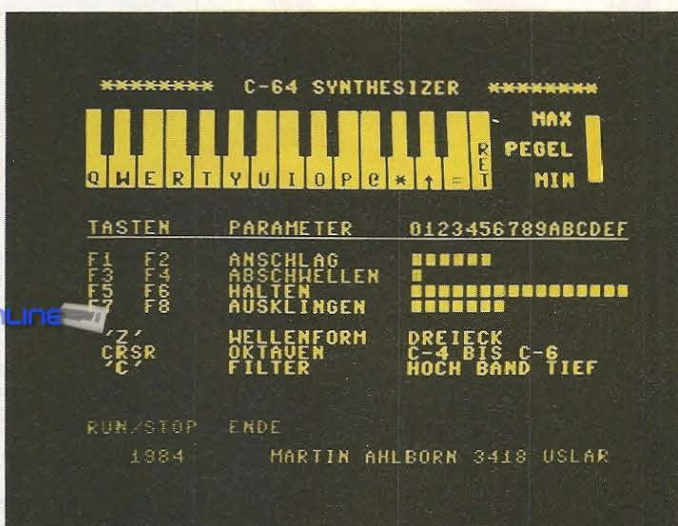 ******** C-64 SYNTHESIZER ********
MAX
PEGEL
MIN
Q W E R T Y U I O P @ * ↑ = RET
TASTEN PARAMETER 0123456789ABCDEF
F1 F2 ANSCHLAG
F3 F4 ABSCHWELLEN
F5 F6 HALTEN
F7 F8 AUSKLINGEN
'Z' WELLENFORM DREIECK
CRSR OKTAVEN C-4 BIS C-6
'C' FILTER HOCH BAND TIEF
RUN/STOP ENDE
1984 MARTIN AHLBORN 3418 USLAR